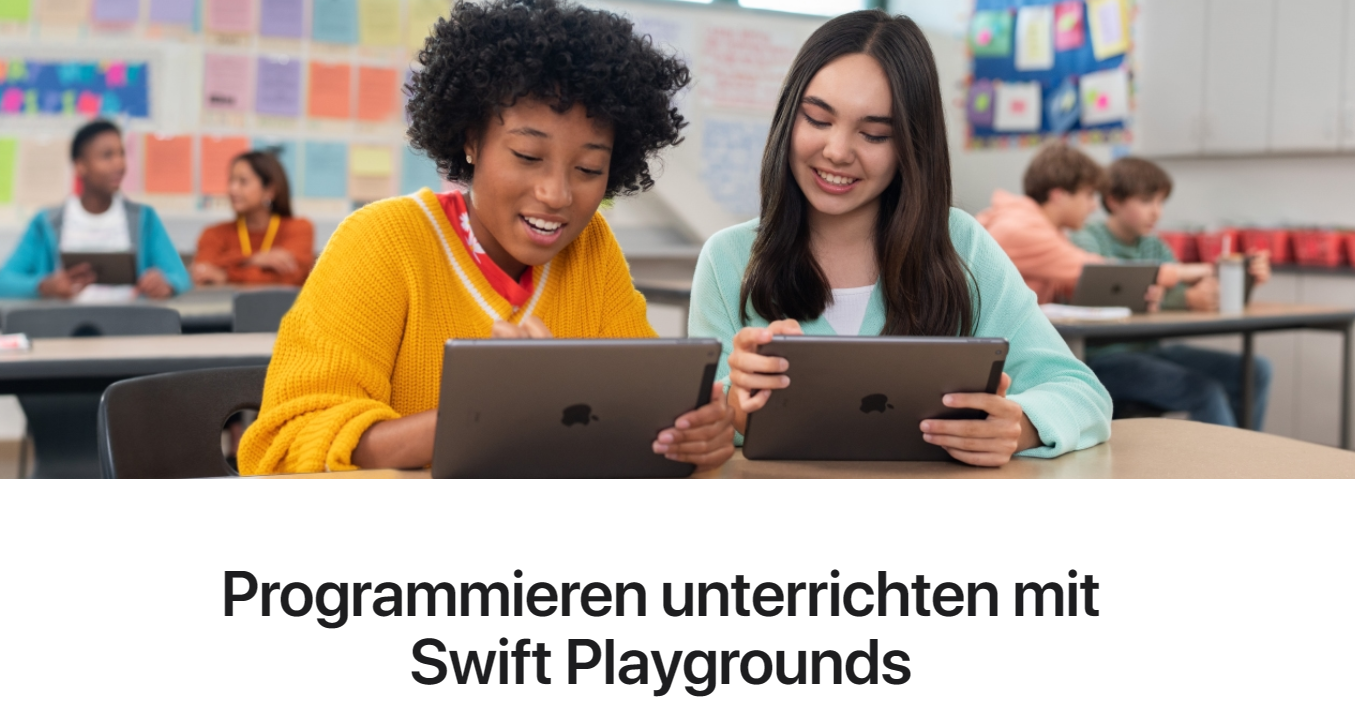 Programmieren unterrichten mit
Swift Playgrounds